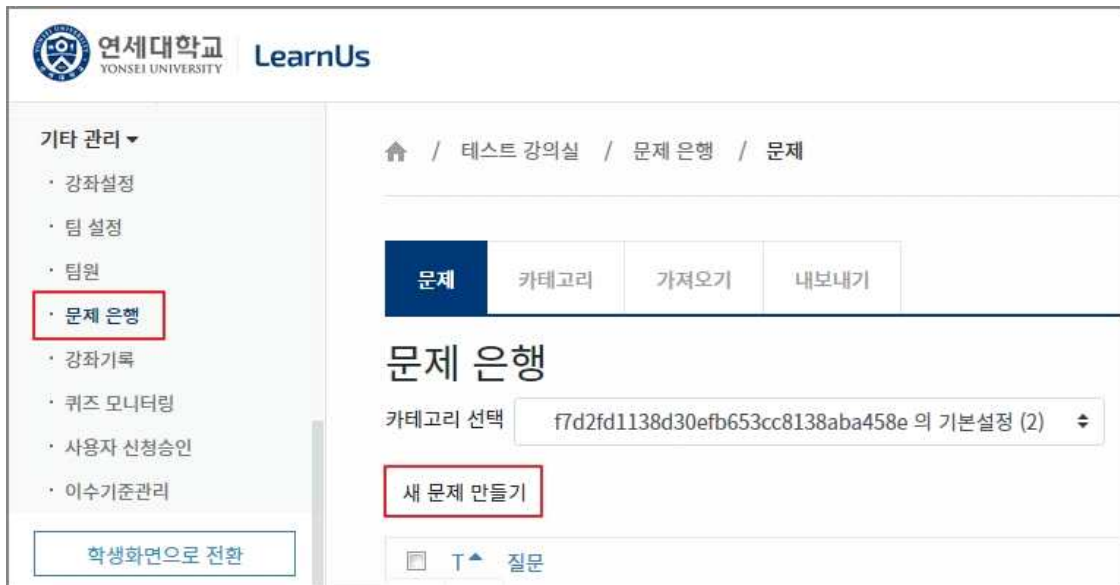 연세대학교
YONSEI UNIVERSITY
LearnUs
기타 관리
· 강좌설정
· 팀 설정
· 팀원
· 문제 은행
· 강좌기록
· 퀴즈 모니터링
· 사용자 신청승인
· 이수기준관리
학생화면으로 전환
/ 테스트 강의실 / 문제 은행 / 문제
문제 카테고리 가져오기 내보내기
문제 은행
카테고리 선택 f7d2fd1138d30efb653cc8138aba458e 의 기본설정 (2)
새 문제 만들기
T 질문